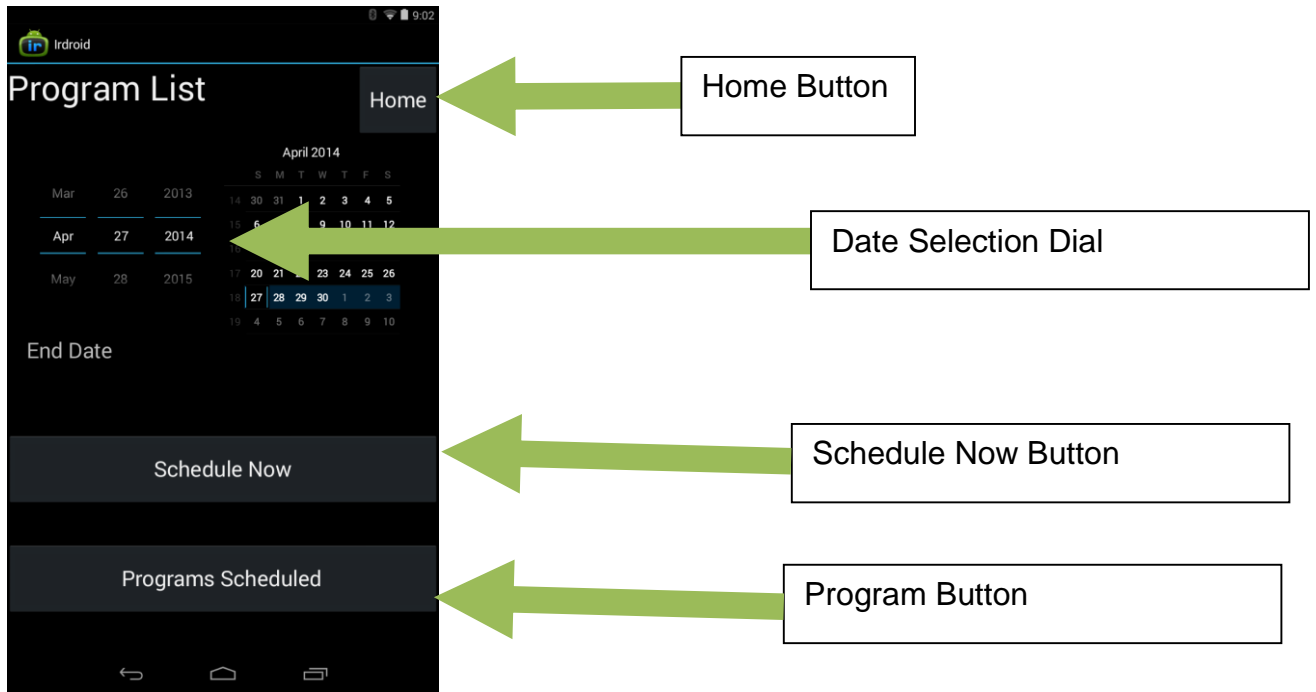 9:02
ir Irdroid
Program List
Home
Home Button
April 2014
S M T W T F S
Mar 26 2013
14 30 31 1 2 3 4 5
15 6 9 10 11 12
Apr 27 2014
Date Selection Dial
16
May 28 2015
17 20 21 23 24 25 26
18 27 28 29 30 1 2 3
19 4 5 6 7 8 9 10
End Date
Schedule Now
Schedule Now Button
Programs Scheduled
Program Button